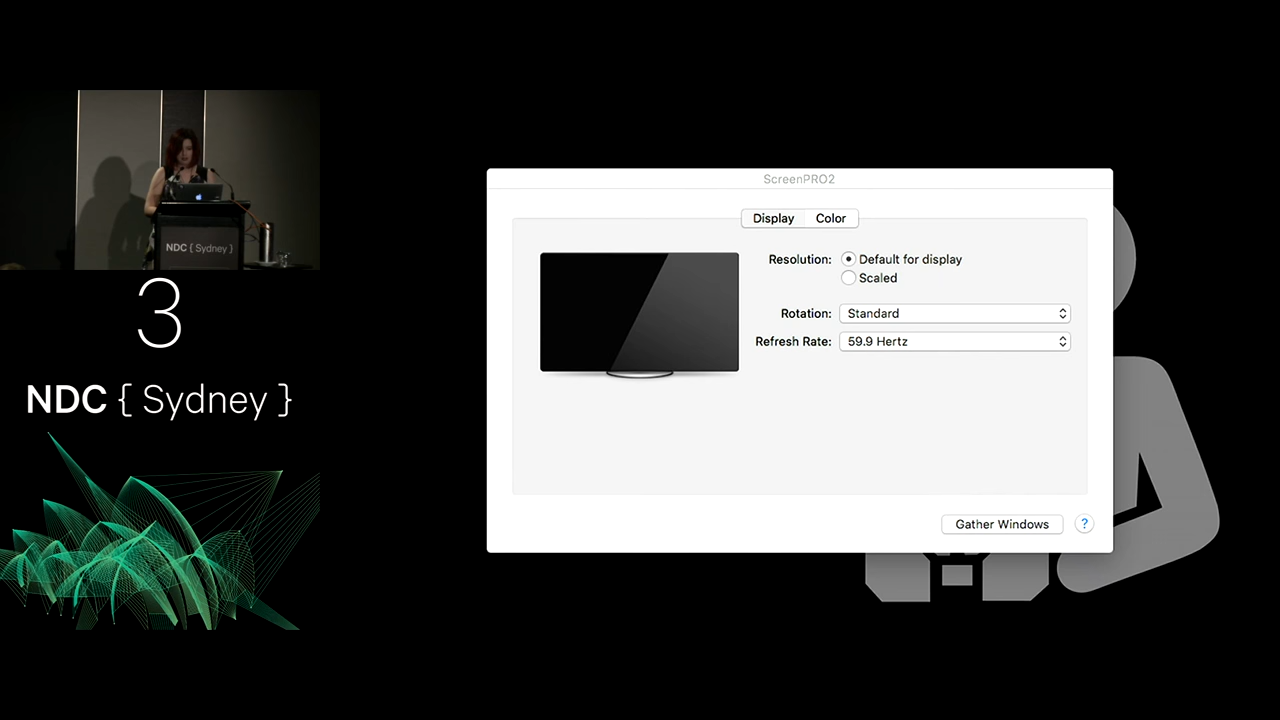 NDC { Sydney }
3
NDC { Sydney }
ScreenPRO2
Display Color
Resolution: Default for display
Scaled
Rotation: Standard
Refresh Rate: 59.9 Hertz
Gather Windows ?